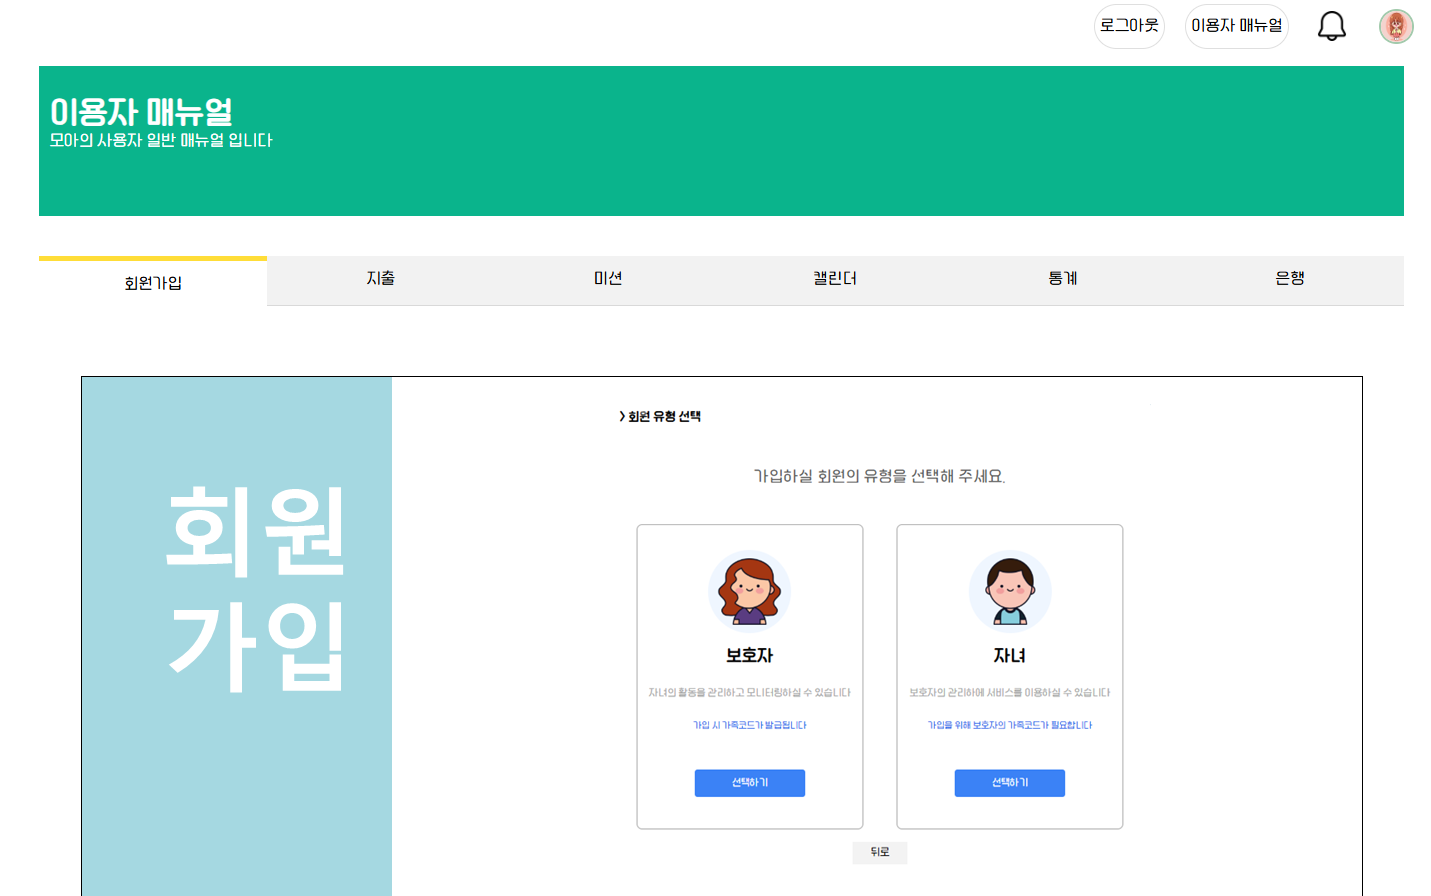 로그아웃
이용자 매뉴얼
이용자 매뉴얼
모아의 사용자 일반 매뉴얼 입니다
회원가입
지출
미션
캘린더
통계
은행
회원
가입
> 회원 유형 선택
가입하실 회원의 유형을 선택해 주세요.
보호자
자녀의 활동을 관리하고 모니터링하실 수 있습니다
가입 시 가족코드가 발급됩니다
선택하기
자녀
보호자의 관리하에 서비스를 이용하실 수 있습니다
가입을 위해 보호자의 가족코드가 필요합니다
선택하기
뒤로